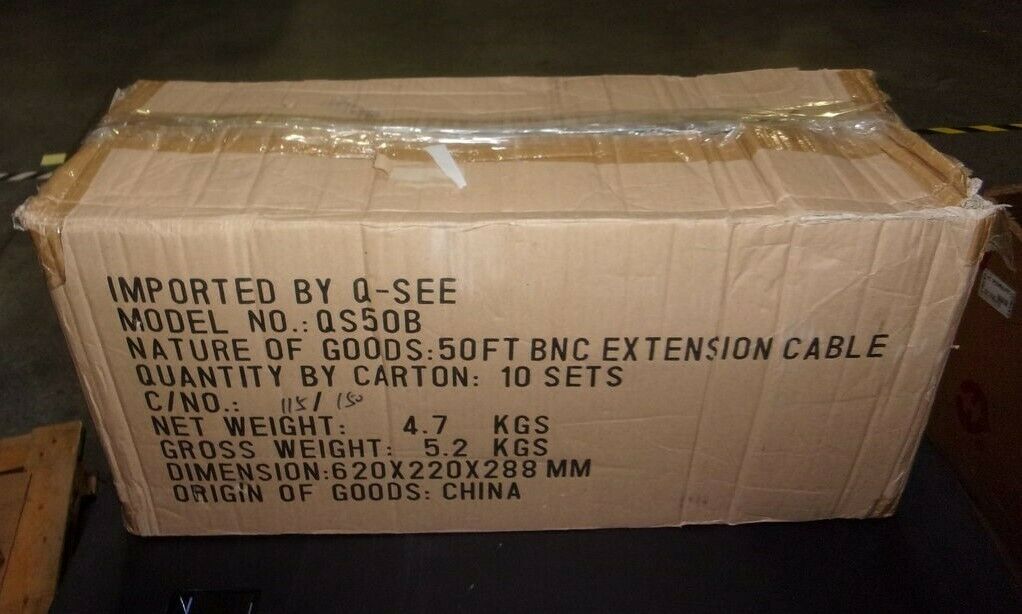 IMPORTED BY Q-SEE
MODEL NO.: QS50B
NATURE OF GOODS: 50FT BNC EXTENSION CABLE
QUANTITY BY CARTON: 10 SETS
C/NO.: 115/150
NET WEIGHT: 4.7 KGS
GROSS WEIGHT: 5.2 KGS
DIMENSION: 620X220X288 MM
ORIGIN OF GOODS: CHINA